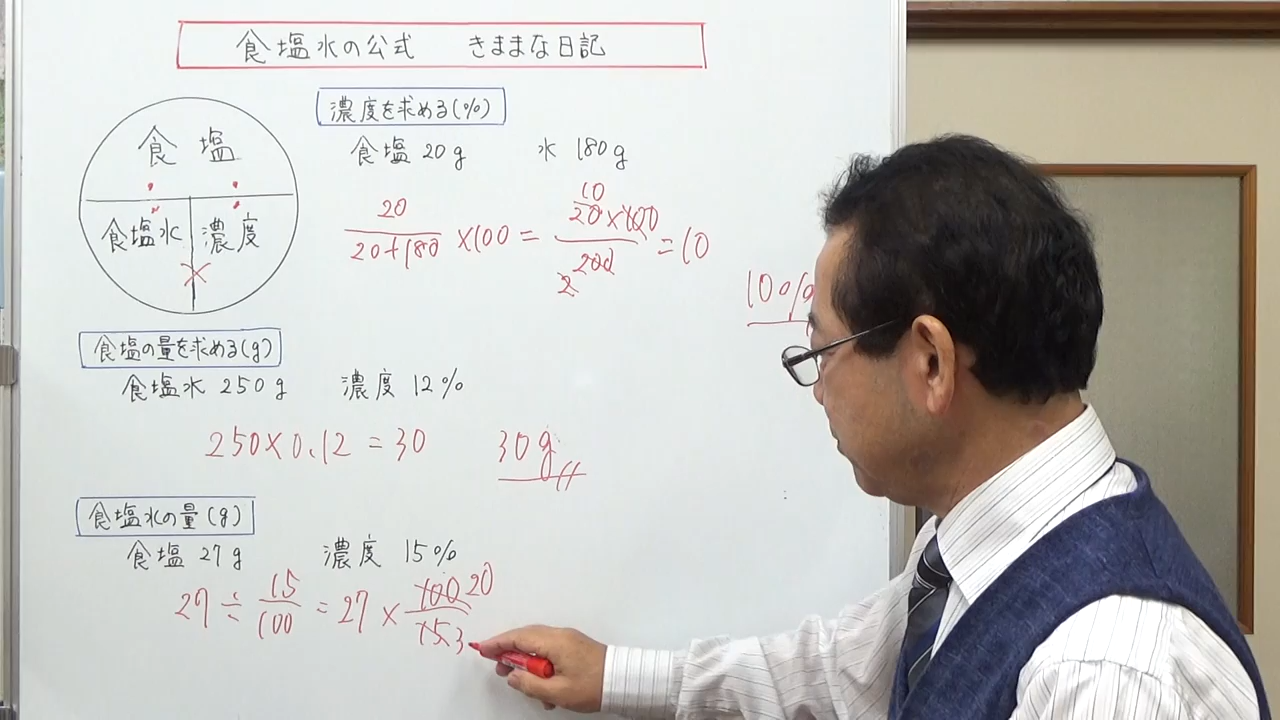 食塩水の公式 きままな日記
食塩
食塩水 濃度
×
濃度を求める(%)
食塩 20g 水 180g
20/20+180 ×100 = 10 20×100/200 2 =10
10%
食塩の量を求める(g)
食塩水 250g 濃度 12%
250×0.12 = 30 30g
食塩水の量(g)
食塩 27g 濃度 15%
27 ÷ 15/100 = 27 × 100 20/15 3